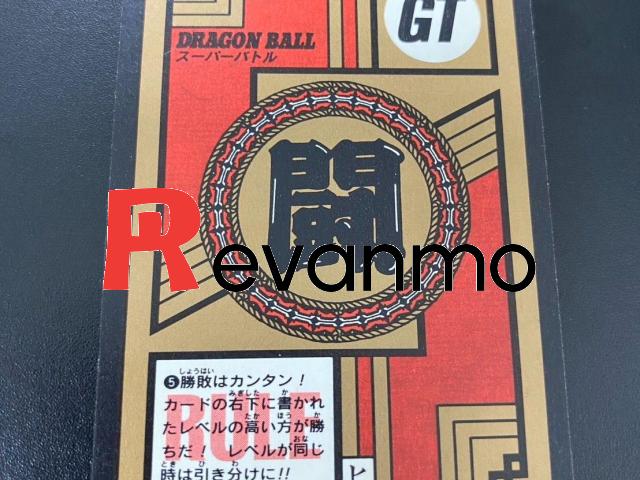 GT
DRAGON BALL
スーパーバトル
闘
Revanmo
❺勝敗はカンタン!
カードの右下に書かれ
たレベルの高い方が勝
ちだ! レベルが同じ
時は引き分けに!!
RULE
ヒ